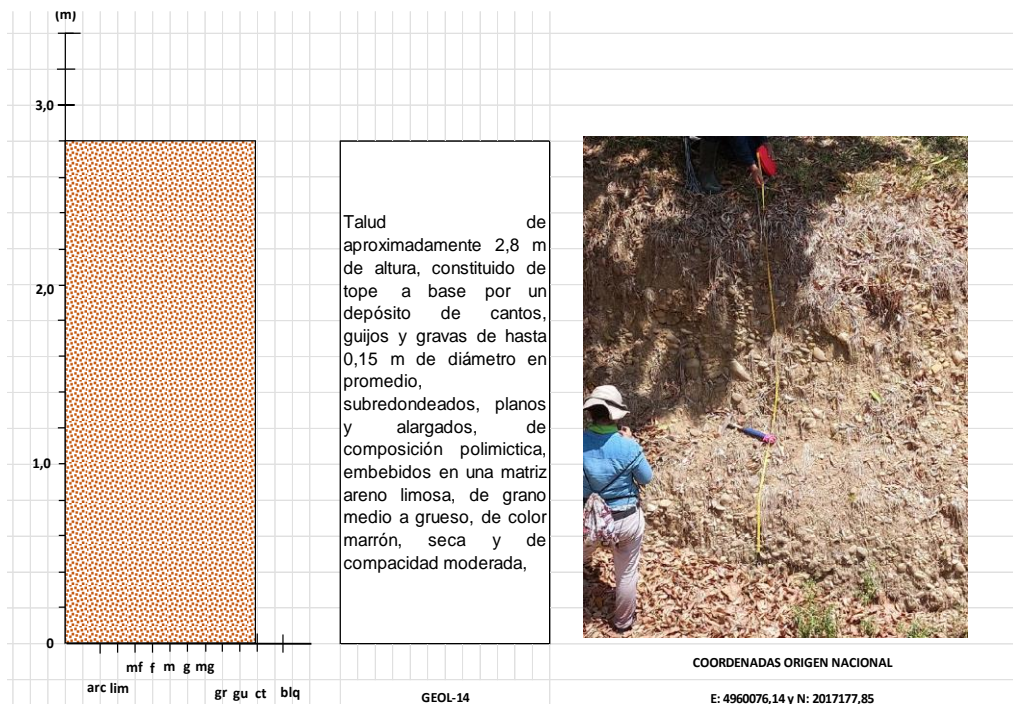 (m)
3,0
2,0
1,0
0
mf f m g mg
arc lim
gr gu ct blq
Talud de
aproximadamente 2,8 m
de altura, constituido de
tope a base por un
depósito de cantos,
guijos y gravas de hasta
0,15 m de diámetro en
promedio,
subredondeados, planos
y alargados, de
composición polimictica,
embebidos en una matriz
areno limosa, de grano
medio a grueso, de color
marrón, seca y de
compacidad moderada,
GEOL-14
COORDENADAS ORIGEN NACIONAL
E: 4960076,14 y N: 2017177,85